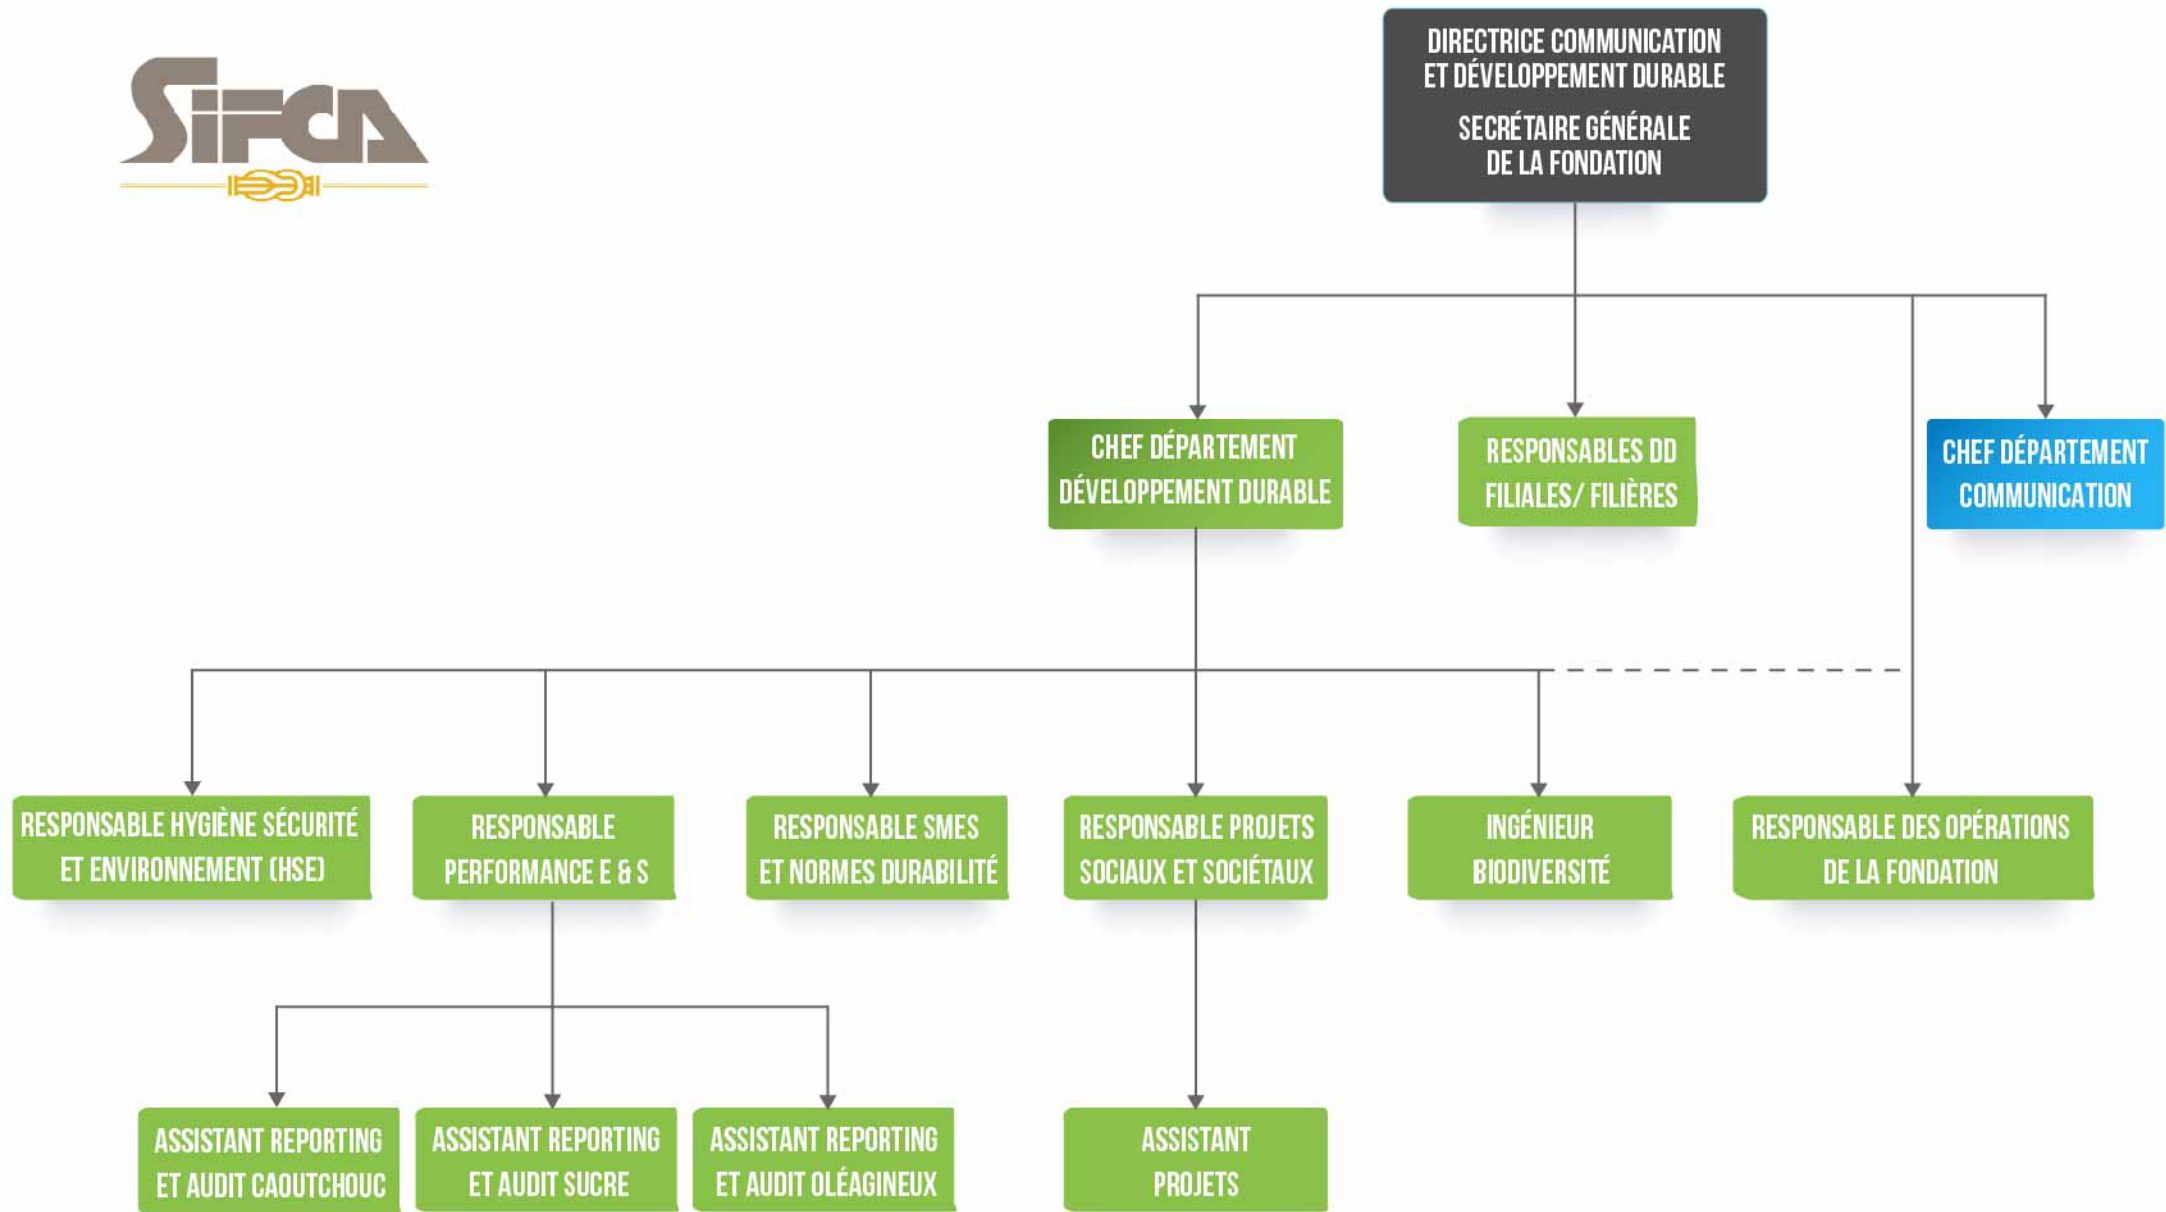 SIFCA
DIRECTRICE COMMUNICATION
ET DÉVELOPPEMENT DURABLE
SECRÉTAIRE GÉNÉRALE
DE LA FONDATION
CHEF DÉPARTEMENT
DÉVELOPPEMENT DURABLE
RESPONSABLES DD
FILIALES/ FILIÈRES
CHEF DÉPARTEMENT
COMMUNICATION
RESPONSABLE HYGIÈNE SÉCURITÉ
ET ENVIRONNEMENT (HSE)
RESPONSABLE
PERFORMANCE E & S
RESPONSABLE SMES
ET NORMES DURABILITÉ
RESPONSABLE PROJETS
SOCIAUX ET SOCIÉTAUX
INGÉNIEUR
BIODIVERSITÉ
RESPONSABLE DES OPÉRATIONS
DE LA FONDATION
ASSISTANT REPORTING
ET AUDIT CAOUTCHOUC
ASSISTANT REPORTING
ET AUDIT SUCRE
ASSISTANT REPORTING
ET AUDIT OLÉAGINEUX
ASSISTANT
PROJETS